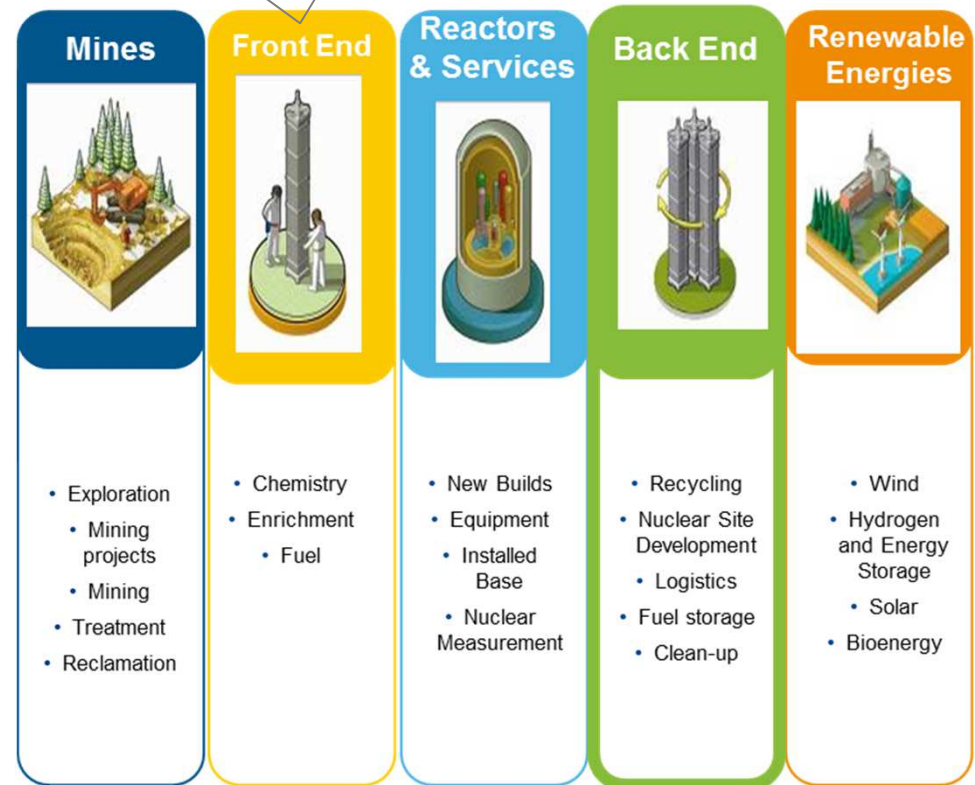 Mines
• Exploration
• Mining
projects
• Mining
• Treatment
• Reclamation
Front End
• Chemistry
• Enrichment
• Fuel
Reactors
& Services
• New Builds
• Equipment
• Installed
Base
• Nuclear
Measurement
Back End
• Recycling
• Nuclear Site
Development
• Logistics
• Fuel storage
• Clean-up
Renewable
Energies
• Wind
• Hydrogen
and Energy
Storage
• Solar
• Bioenergy